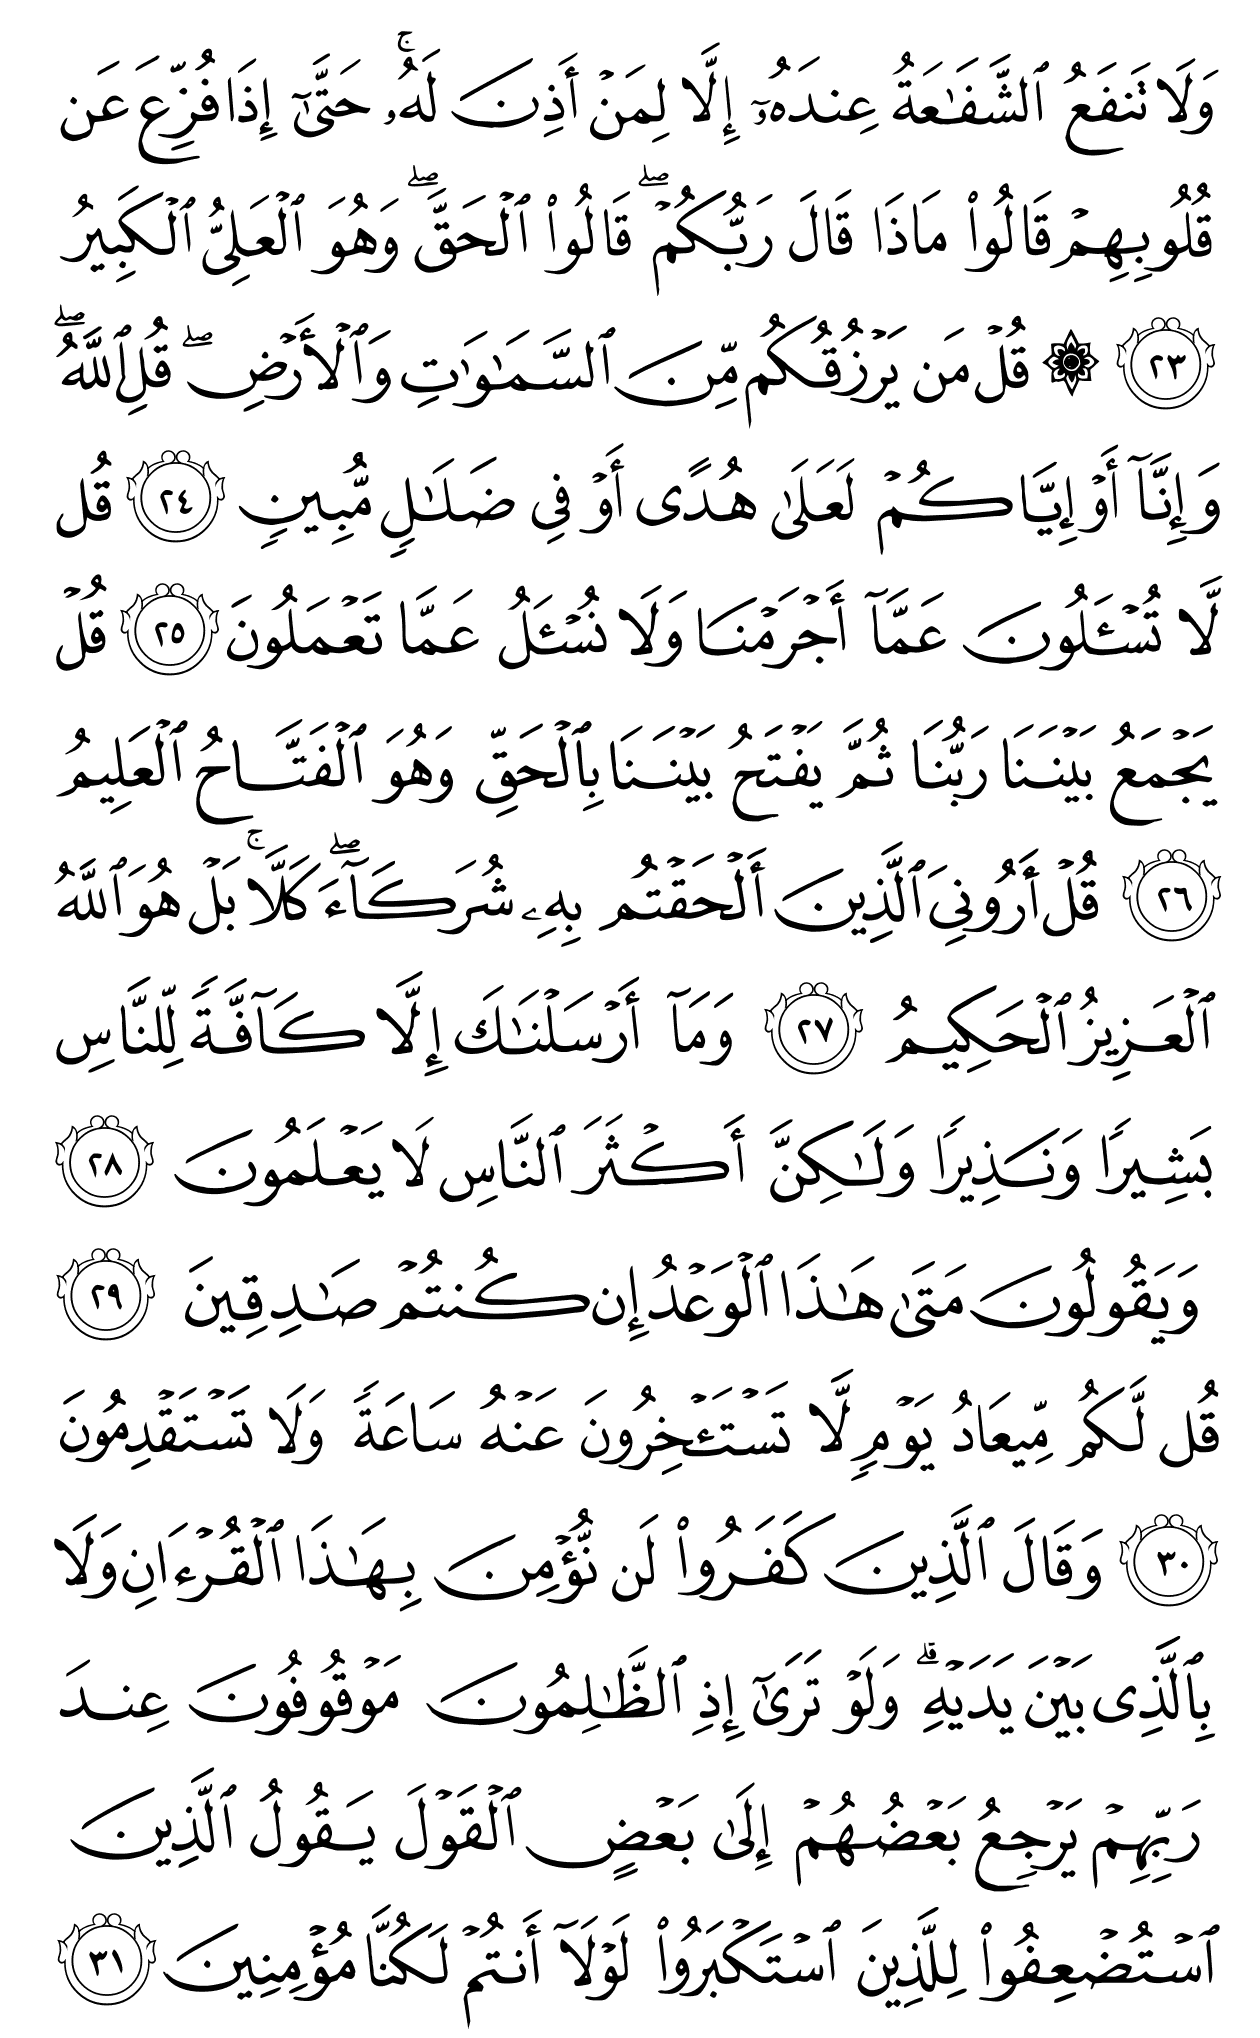 وَلَا تَنفَعُ ٱلشَّفَـٰعَةُ عِندَهُۥٓ إِلَّا لِمَنْ أَذِنَ لَهُۥ ۚ حَتَّىٰٓ إِذَا فُزِّعَ عَن
قُلُوبِهِمْ قَالُوا۟ مَاذَا قَالَ رَبُّكُمْ ۖ قَالُوا۟ ٱلْحَقَّ ۖ وَهُوَ ٱلْعَلِىُّ ٱلْكَبِيرُ
٢٣ ۞ قُلْ مَن يَرْزُقُكُم مِّنَ ٱلسَّمَـٰوَٰتِ وَٱلْأَرْضِ ۖ قُلِ ٱللَّهُ ۖ
وَإِنَّآ أَوْ إِيَّاكُمْ لَعَلَىٰ هُدًى أَوْ فِى ضَلَـٰلٍ مُّبِينٍ ٢٤ قُل
لَّا تُسْـَٔلُونَ عَمَّآ أَجْرَمْنَا وَلَا نُسْـَٔلُ عَمَّا تَعْمَلُونَ ٢٥ قُلْ
يَجْمَعُ بَيْنَنَا رَبُّنَا ثُمَّ يَفْتَحُ بَيْنَنَا بِٱلْحَقِّ وَهُوَ ٱلْفَتَّاحُ ٱلْعَلِيمُ
٢٦ قُلْ أَرُونِىَ ٱلَّذِينَ أَلْحَقْتُم بِهِۦ شُرَكَآءَ ۖ كَلَّا ۚ بَلْ هُوَ ٱللَّهُ
ٱلْعَزِيزُ ٱلْحَكِيمُ ٢٧ وَمَآ أَرْسَلْنَـٰكَ إِلَّا كَآفَّةً لِّلنَّاسِ
بَشِيرًا وَنَذِيرًا وَلَـٰكِنَّ أَكْثَرَ ٱلنَّاسِ لَا يَعْلَمُونَ ٢٨
وَيَقُولُونَ مَتَىٰ هَـٰذَا ٱلْوَعْدُ إِن كُنتُمْ صَـٰدِقِينَ ٢٩
قُل لَّكُم مِّيعَادُ يَوْمٍ لَّا تَسْتَـْٔخِرُونَ عَنْهُ سَاعَةً وَلَا تَسْتَقْدِمُونَ
٣٠ وَقَالَ ٱلَّذِينَ كَفَرُوا۟ لَن نُّؤْمِنَ بِهَـٰذَا ٱلْقُرْءَانِ وَلَا
بِٱلَّذِى بَيْنَ يَدَيْهِ ۗ وَلَوْ تَرَىٰٓ إِذِ ٱلظَّـٰلِمُونَ مَوْقُوفُونَ عِندَ
رَبِّهِمْ يَرْجِعُ بَعْضُهُمْ إِلَىٰ بَعْضٍ ٱلْقَوْلَ يَقُولُ ٱلَّذِينَ
ٱسْتُضْعِفُوا۟ لِلَّذِينَ ٱسْتَكْبَرُوا۟ لَوْلَآ أَنتُمْ لَكُنَّا مُؤْمِنِينَ ٣١